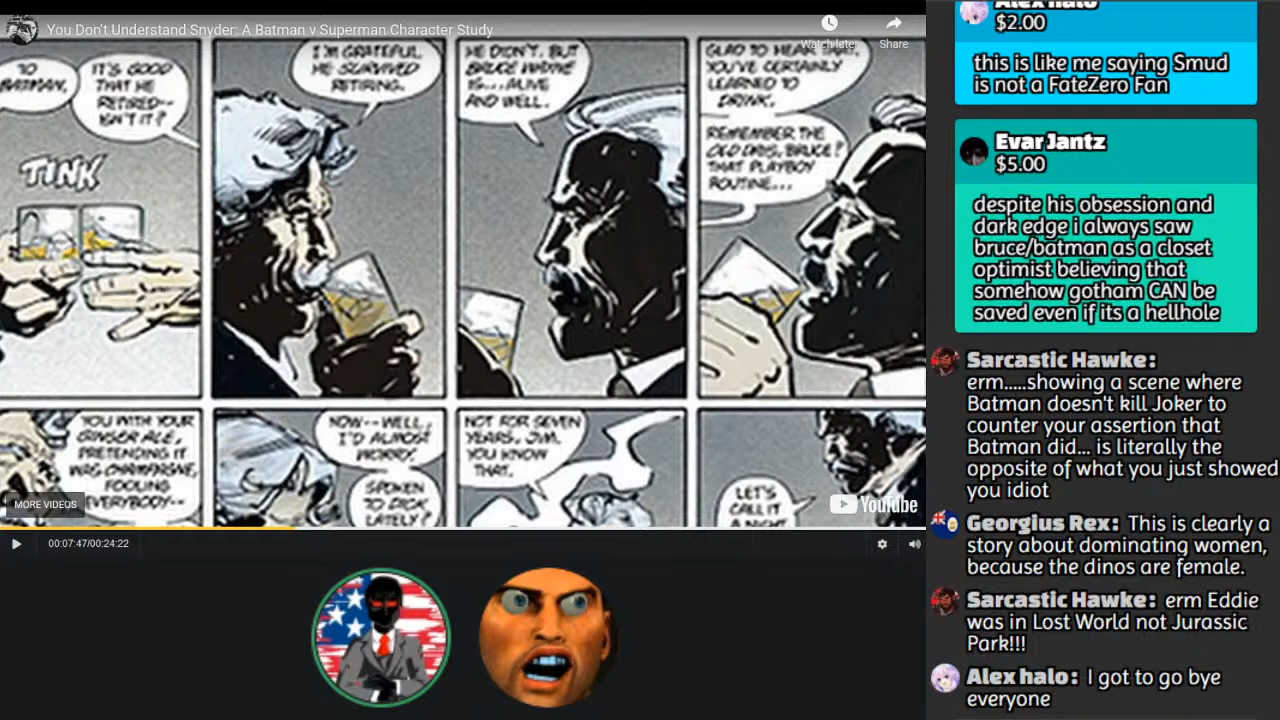 You Don't Understand Snyder: A Batman v Superman Character Study
Watch later
Share
TO
BATMAN.
IT'S GOOD
THAT HE
RETIRED--
ISN'T IT?
TINK
I'M GRATEFUL
HE SURVIVED
RETIRING.
HE DIDN'T. BUT
BRUCE WAYNE
IS...ALIVE
AND WELL.
GLAD TO HEAR
YOU'VE CERTAINLY
LEARNED TO
DRINK.
REMEMBER THE
OLD DAYS, BRUCE?
THAT PLAYBOY
ROUTINE...
YOU WITH YOUR
GINGER ALE,
PRETENDING IT
WAS CHAMPAGNE,
FOOLING
EVERYBODY--
NOW--WELL,
I'D ALMOST
WORRY.
SPOKEN
TO DICK
LATELY?
NOT FOR SEVEN
YEARS, JIM.
YOU KNOW
THAT.
LET'S
CALL IT
A NIGHT
MORE VIDEOS
YouTube
00:07:47/00:24:22
Alex halo
$2.00
this is like me saying Smud
is not a FateZero Fan
Evar Jantz
$5.00
despite his obsession and
dark edge i always saw
bruce/batman as a closet
optimist believing that
somehow gotham CAN be
saved even if its a hellhole
Sarcastic Hawke:
erm.....showing a scene where
Batman doesn't kill Joker to
counter your assertion that
Batman did... is literally the
opposite of what you just showed
you idiot
Georgius Rex: This is clearly a
story about dominating women,
because the dinos are female.
Sarcastic Hawke: erm Eddie
was in Lost World not Jurassic
Park!!!
Alex halo: I got to go bye
everyone